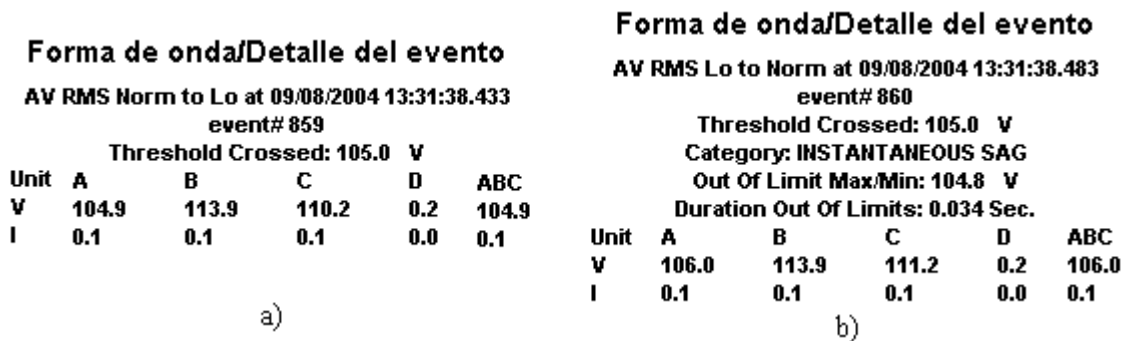 Forma de onda/Detalle del evento
AV RMS Norm to Lo at 09/08/2004 13:31:38.433
event# 859
Threshold Crossed: 105.0 V
Unit A B C D ABC
V 104.9 113.9 110.2 0.2 104.9
I 0.1 0.1 0.1 0.0 0.1
a)
Forma de onda/Detalle del evento
AV RMS Lo to Norm at 09/08/2004 13:31:38.483
event# 860
Threshold Crossed: 105.0 V
Category: INSTANTANEOUS SAG
Out Of Limit Max/Min: 104.8 V
Duration Out Of Limits: 0.034 Sec.
Unit A B C D ABC
V 106.0 113.9 111.2 0.2 106.0
I 0.1 0.1 0.1 0.0 0.1
b)